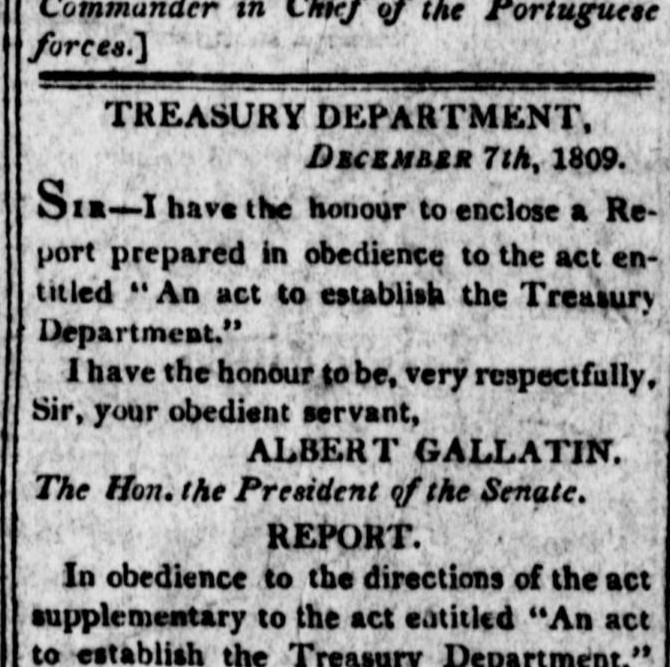 Commander in Chief of the Portuguese
forces.]
TREASURY DEPARTMENT,
DECEMBER 7th, 1809.
SIR—I have the honour to enclose a Re-
port prepared in obedience to the act en-
titled "An act to establish the Treasury
Department."
I have the honour to be, very respectfully,
Sir, your obedient servant,
ALBERT GALLATIN.
The Hon. the President of the Senate.
REPORT.
In obedience to the directions of the act
supplementary to the act entitled "An act
to establish the Treasury Department."